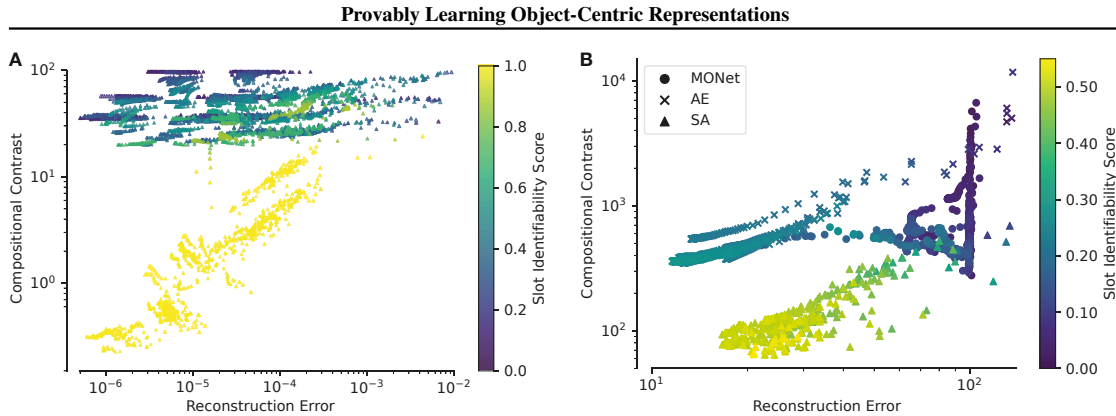 Provably Learning Object-Centric Representations
A
Compositional Contrast
10²
10¹
10⁰
10⁻⁶
10⁻⁵
10⁻⁴
10⁻³
10⁻²
Reconstruction Error
1.0
0.8
0.6
0.4
0.2
0.0
Slot Identifiability Score
B
Compositional Contrast
10⁴
10³
10²
MONet
AE
SA
10¹
10²
Reconstruction Error
0.50
0.40
0.30
0.20
0.10
0.00
Slot Identifiability Score